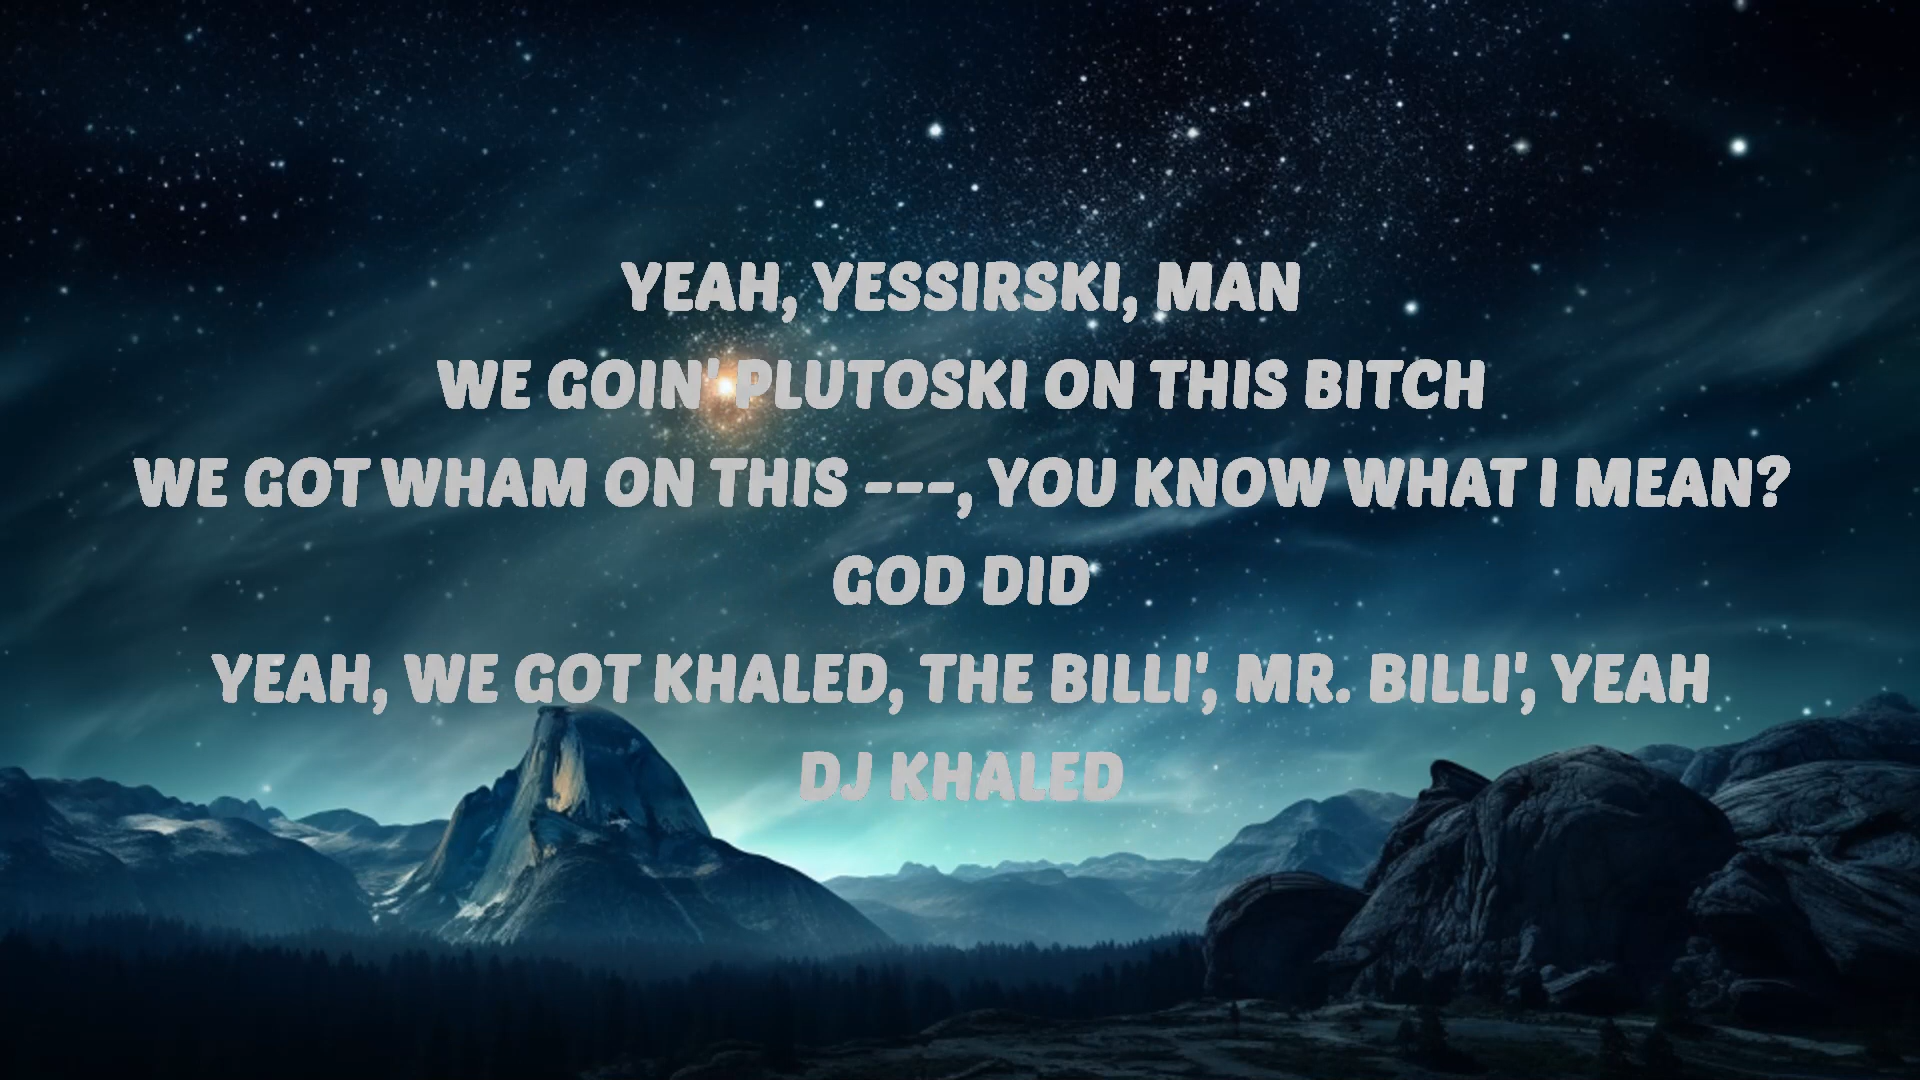 YEAH, YESSIRSKI, MAN
WE GOIN' PLUTOSKI ON THIS BITCH
WE GOT WHAM ON THIS ---, YOU KNOW WHAT I MEAN?
GOD DID
YEAH, WE GOT KHALED, THE BILLI', MR. BILLI', YEAH
DJ KHALED